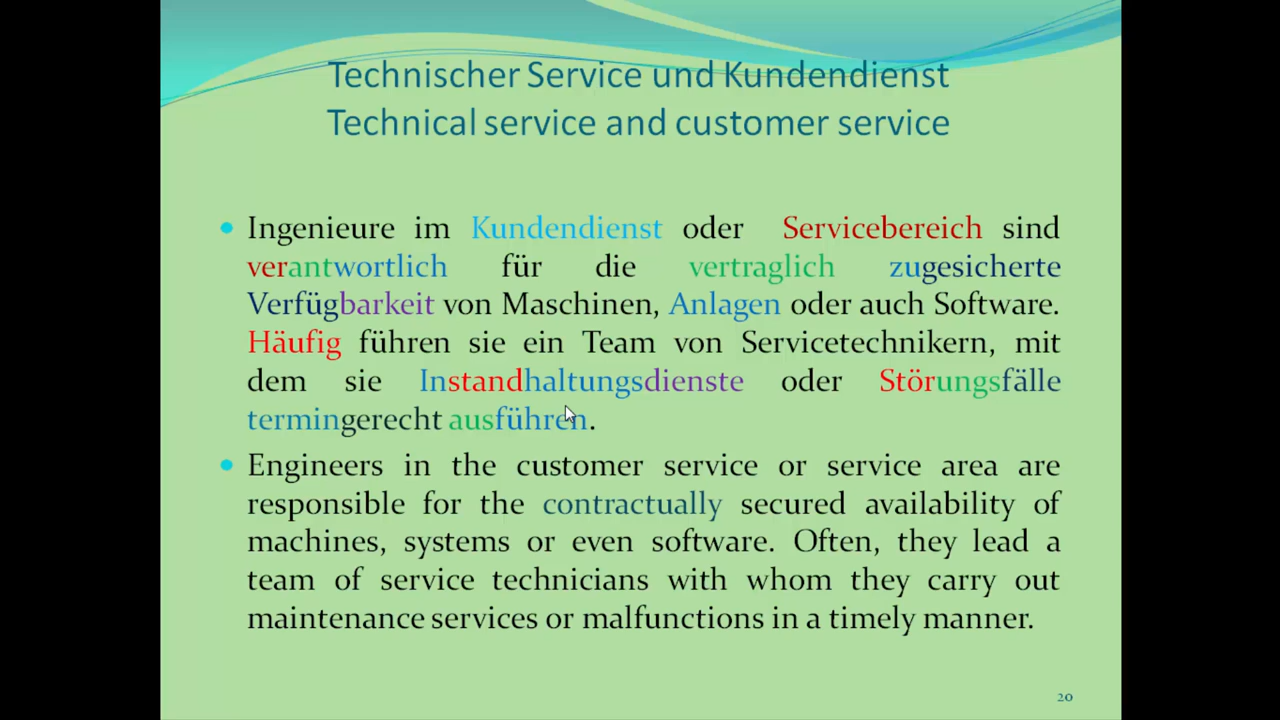 Technischer Service und Kundendienst
Technical service and customer service
• Ingenieure im Kundendienst oder Servicebereich sind
verantwortlich für die vertraglich zugesicherte
Verfügbarkeit von Maschinen, Anlagen oder auch Software.
Häufig führen sie ein Team von Servicetechnikern, mit
dem sie Instandhaltungsdienste oder Störungsfälle
termingerecht ausführen.
• Engineers in the customer service or service area are
responsible for the contractually secured availability of
machines, systems or even software. Often, they lead a
team of service technicians with whom they carry out
maintenance services or malfunctions in a timely manner.
20